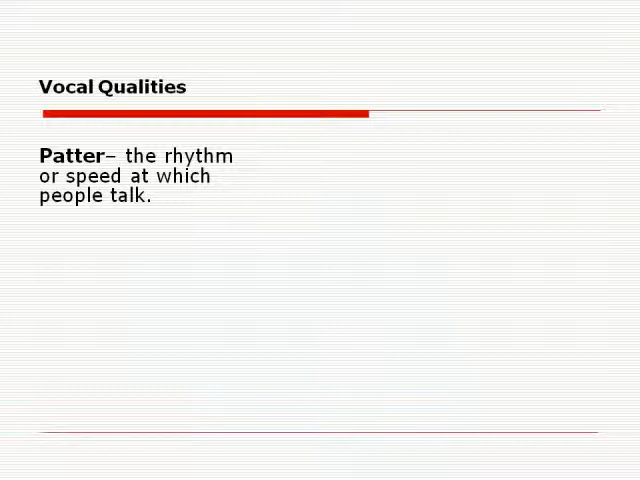 Vocal Qualities
Patter– the rhythm
or speed at which
people talk.